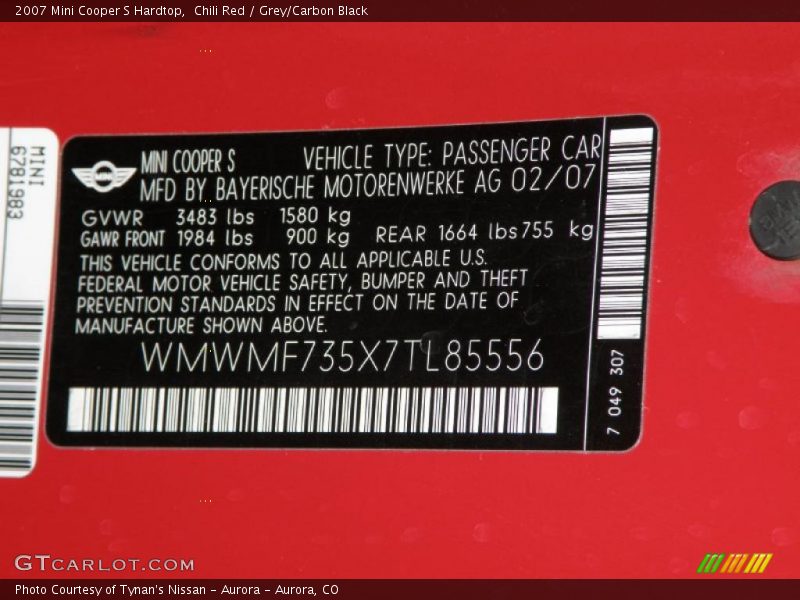 2007 Mini Cooper S Hardtop,  Chili Red / Grey/Carbon Black
MINI
6781983
MINI COOPER S VEHICLE TYPE: PASSENGER CAR
MFD BY BAYERISCHE MOTORENWERKE AG 02/07
GVWR 3483 lbs 1580 kg
GAWR FRONT 1984 lbs 900 kg REAR 1664 lbs 755 kg
THIS VEHICLE CONFORMS TO ALL APPLICABLE U.S.
FEDERAL MOTOR VEHICLE SAFETY, BUMPER AND THEFT
PREVENTION STANDARDS IN EFFECT ON THE DATE OF
MANUFACTURE SHOWN ABOVE.
WMWMF735X7TL85556
7 049 307
GTCARLOT.COM
Photo Courtesy of Tynan's Nissan - Aurora - Aurora, CO